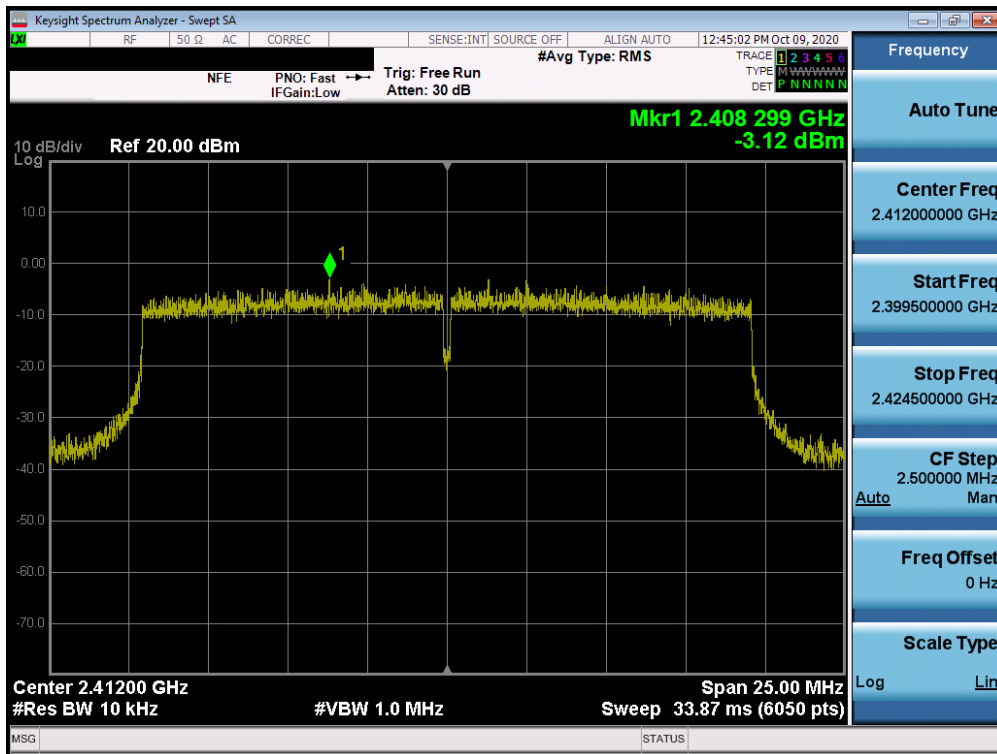 Keysight Spectrum Analyzer - Swept SA
LXI RF 50 Ω AC CORREC SENSE:INT SOURCE OFF ALIGN AUTO 12:45:02 PM Oct 09, 2020
NFE PNO: Fast Trig: Free Run #Avg Type: RMS TRACE 1 2 3 4 5 6
IFGain:Low Atten: 30 dB TYPE M WWWWW
DET P N N N N N
Mkr1 2.408 299 GHz
-3.12 dBm
10 dB/div Ref 20.00 dBm
Log
10.0
0.00
1
-10.0
-20.0
-30.0
-40.0
-50.0
-60.0
-70.0
Center 2.41200 GHz Span 25.00 MHz
#Res BW 10 kHz #VBW 1.0 MHz Sweep 33.87 ms (6050 pts)
MSG STATUS
Frequency
Auto Tune
Center Freq
2.412000000 GHz
Start Freq
2.399500000 GHz
Stop Freq
2.424500000 GHz
CF Step
2.500000 MHz
Auto Man
Freq Offset
0 Hz
Scale Type
Log Lin